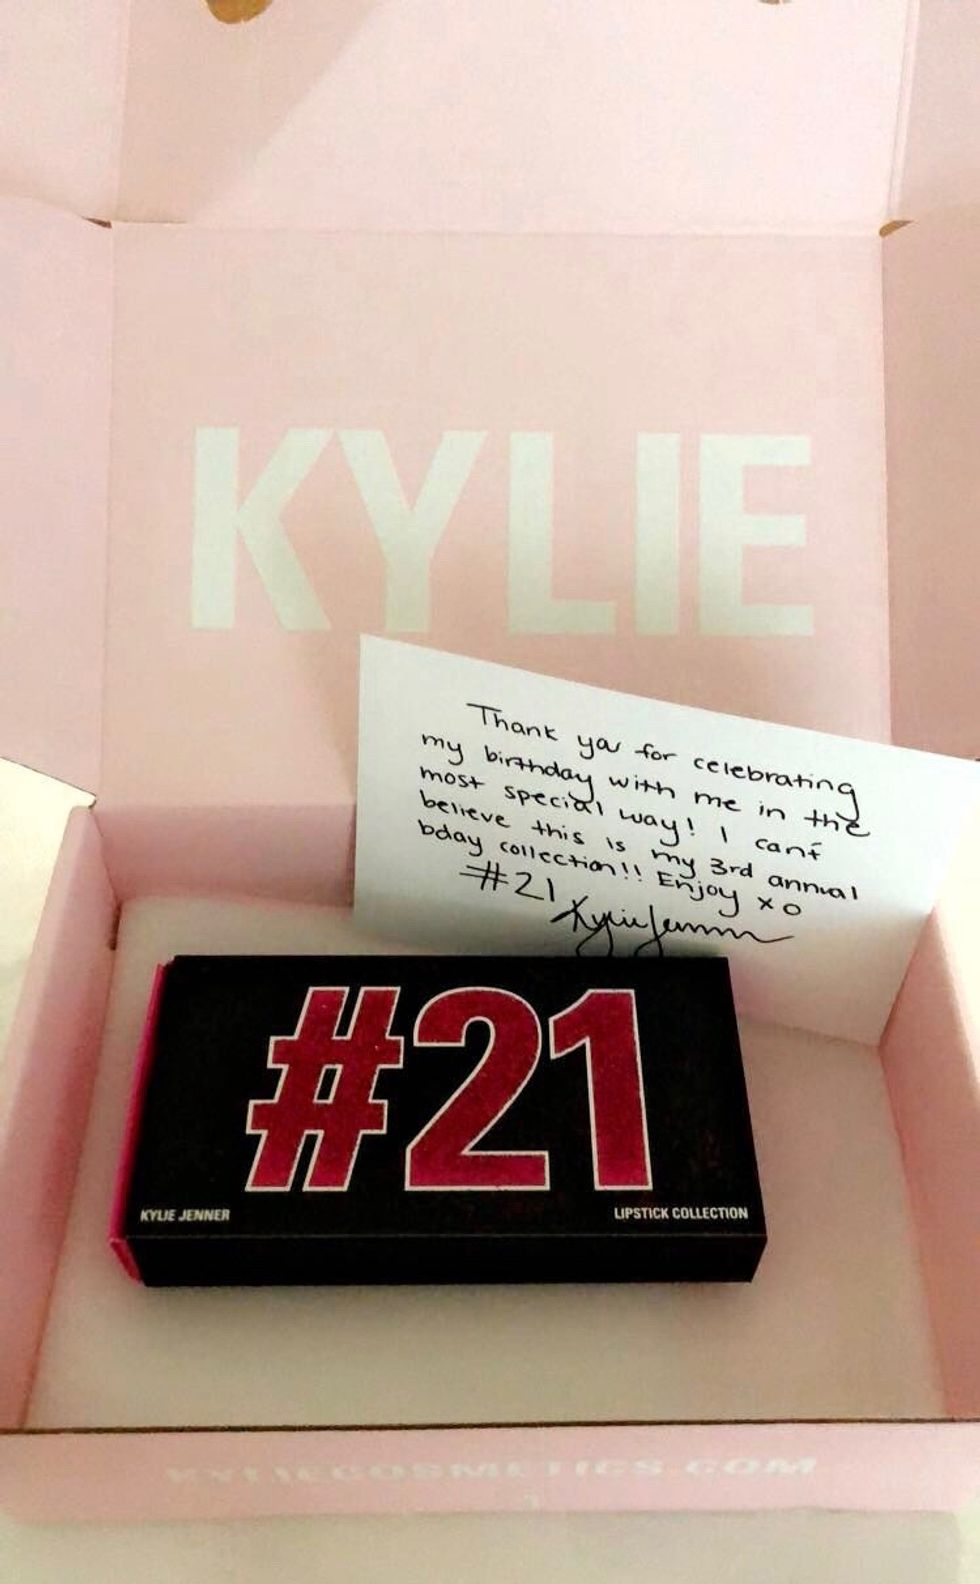 KYLIE
Thank you for celebrating
my birthday with me in the
most special way! I can't
believe this is my 3rd annual
bday collection!! Enjoy xo
#21
Kylie Jenner
#21
KYLIE JENNER
LIPSTICK COLLECTION
KYLIECOSMETICS.COM